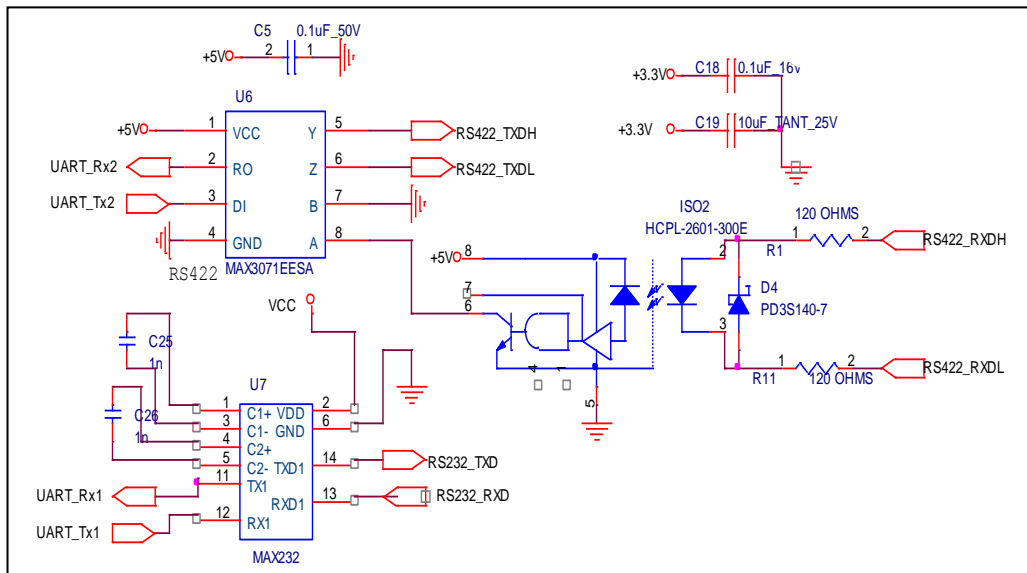 C5
0.1uF_50V
+5V
2
1
U6
+5V
1
VCC
Y
5
RS422_TXDH
UART_Rx2
2
RO
Z
6
RS422_TXDL
UART_Tx2
3
DI
B
7
4
GND
A
8
RS422
MAX3071EESA
C18
0.1uF_16v
+3.3V
C19
10uF_TANT_25V
+3.3V
ISO2
HCPL-2601-300E
120 OHMS
+5V
8
2
1
2
RS422_RXDH
R1
7
6
D4
PD3S140-7
3
R11
1
2
RS422_RXDL
120 OHMS
4
1
5
VCC
C25
1n
C26
1n
U7
1
C1+
VDD
2
3
C1-
GND
6
4
C2+
5
C2-
TXD1
14
RS232_TXD
11
TX1
UART_Rx1
RXD1
13
RS232_RXD
12
RX1
UART_Tx1
MAX232